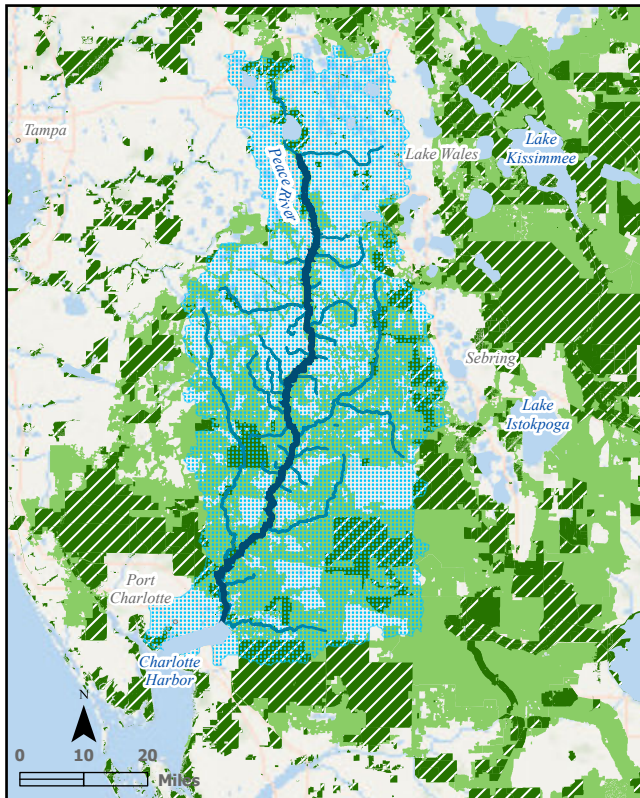 Tampa
Lake
Kissimmee
Lake Wales
Peace River
Sebring
Lake
Istokpoga
Port
Charlotte
Charlotte
Harbor
N
0 10 20
Miles